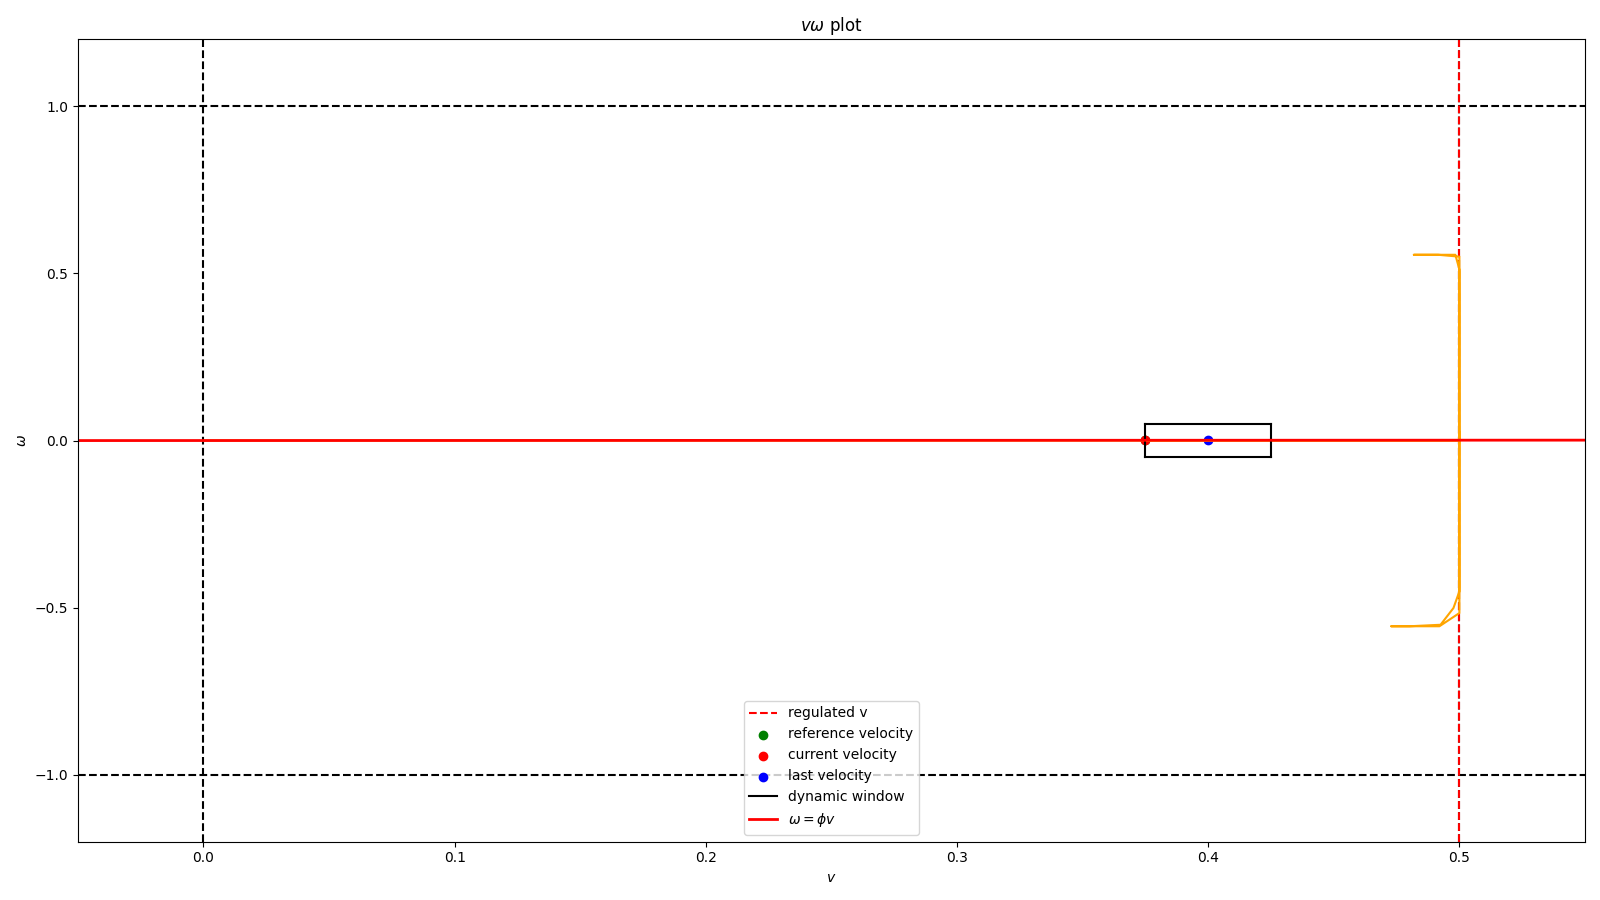 vω plot
1.0
0.5
0.0
−0.5
−1.0
ω
regulated v
reference velocity
current velocity
last velocity
dynamic window
ω = ϕv
0.0 0.1 0.2 0.3 0.4 0.5
v